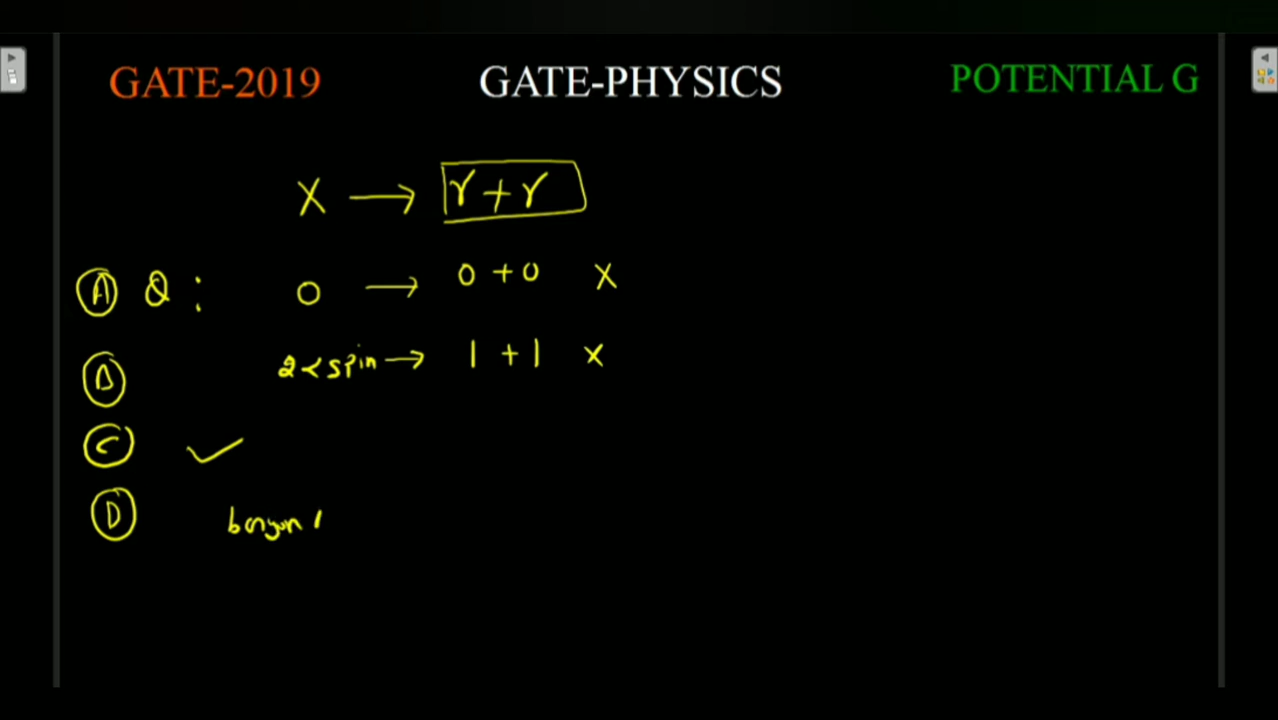 GATE-2019 GATE-PHYSICS POTENTIAL G
X → γ + γ
A Q : 0 → 0 + 0 X
B 2 < spin → 1 + 1 X
C ✓
D baryon